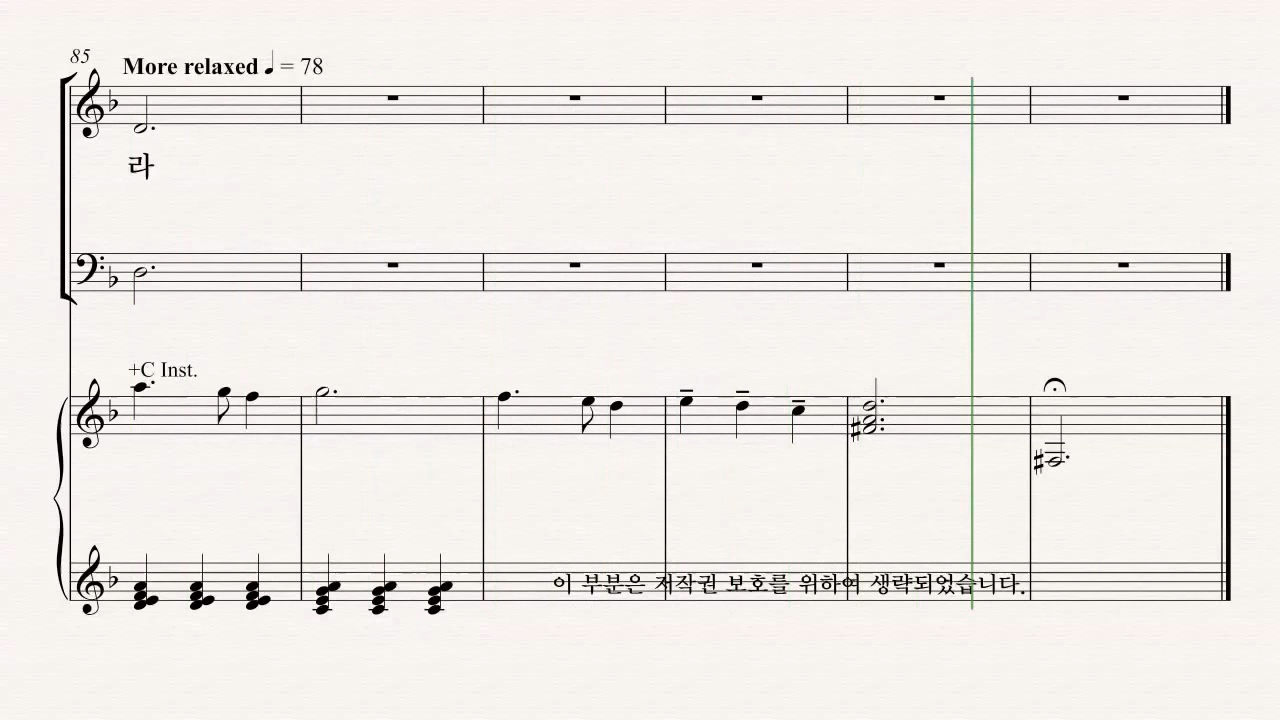 85
More relaxed ♩ = 78
라
+C Inst.
이 부분은 저작권 보호를 위하여 생략되었습니다.